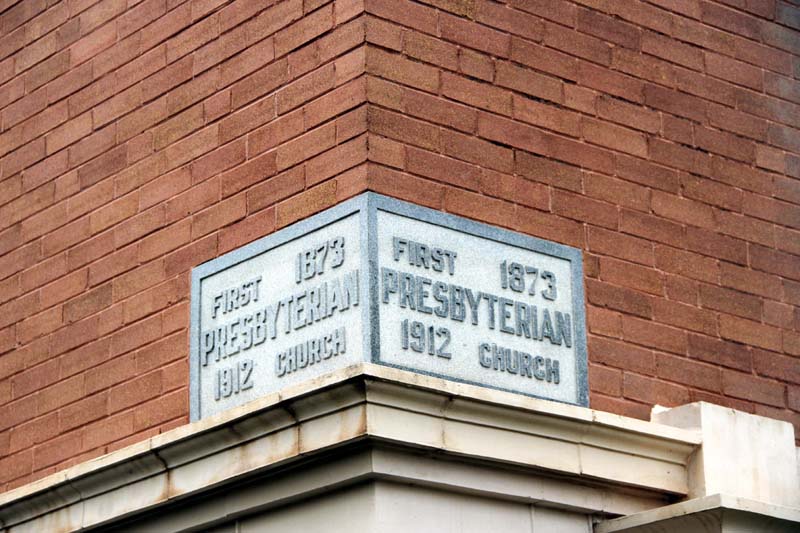 FIRST 1873
PRESBYTERIAN
1912 CHURCH
FIRST 1873
PRESBYTERIAN
1912 CHURCH